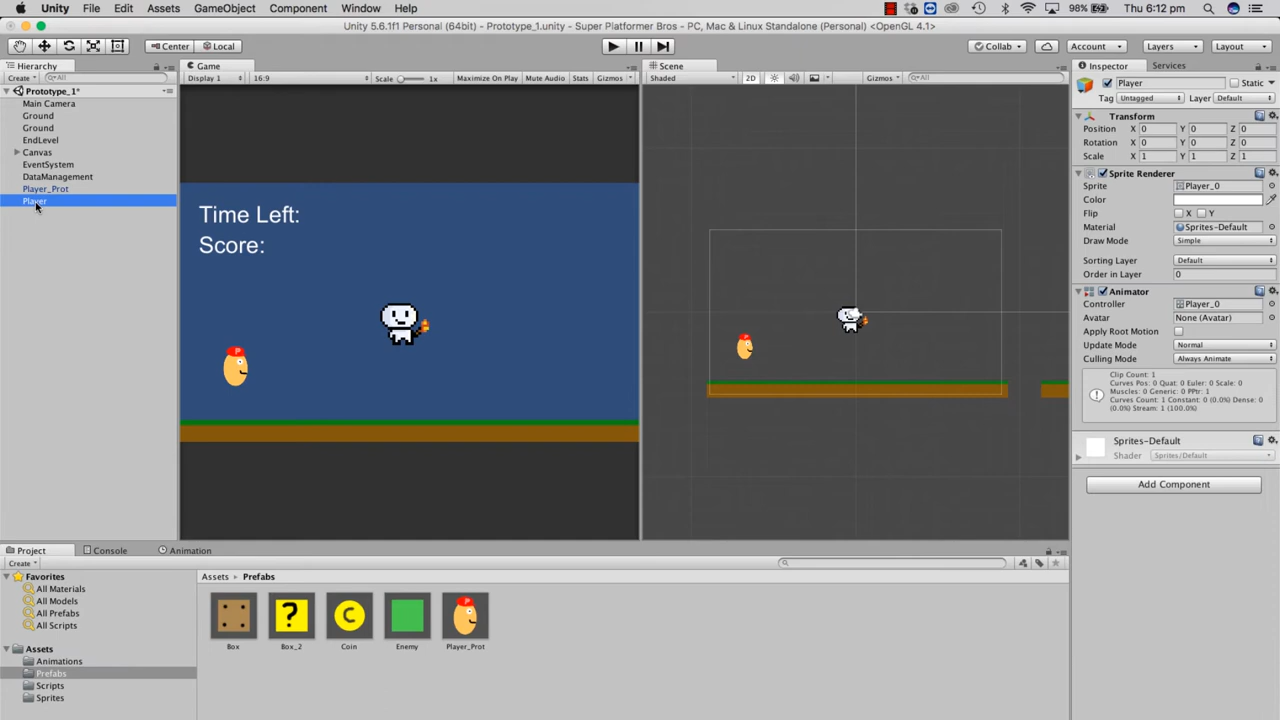 Unity File Edit Assets GameObject Component Window Help 98% Thu 6:12 pm
Unity 5.6.1f1 Personal (64bit) - Prototype_1.unity - Super Platformer Bros - PC, Mac & Linux Standalone (Personal) <OpenGL 4.1>
Center Local Collab Account Layers Layout
Hierarchy
Create All
Prototype_1*
Main Camera
Ground
Ground
EndLevel
Canvas
EventSystem
DataManagement
Player_Prot
Player
Game
Display 1 16:9 Scale 1x Maximize On Play Mute Audio Stats Gizmos
Time Left:
Score:
P
Scene
Shaded 2D Gizmos All
Inspector Services
Player Static
Tag Untagged Layer Default
Transform
Position X 0 Y 0 Z 0
Rotation X 0 Y 0 Z 0
Scale X 1 Y 1 Z 1
Sprite Renderer
Sprite Player_0
Color
Flip X Y
Material Sprites-Default
Draw Mode Simple
Sorting Layer Default
Order in Layer 0
Animator
Controller Player_0
Avatar None (Avatar)
Apply Root Motion
Update Mode Normal
Culling Mode Always Animate
Clip Count: 1
Curves Pos: 0 Quat: 0 Euler: 0 Scale: 0
Muscles: 0 Generic: 0 PPtr: 1
Curves Count: 1 Constant: 0 (0.0%) Dense: 0
(0.0%) Stream: 1 (100.0%)
Sprites-Default
Shader Sprites/Default
Add Component
Project Console Animation
Create
Favorites
All Materials
All Models
All Prefabs
All Scripts
Assets
Animations
Prefabs
Scripts
Sprites
Assets Prefabs
? C P
Box Box_2 Coin Enemy Player_Prot